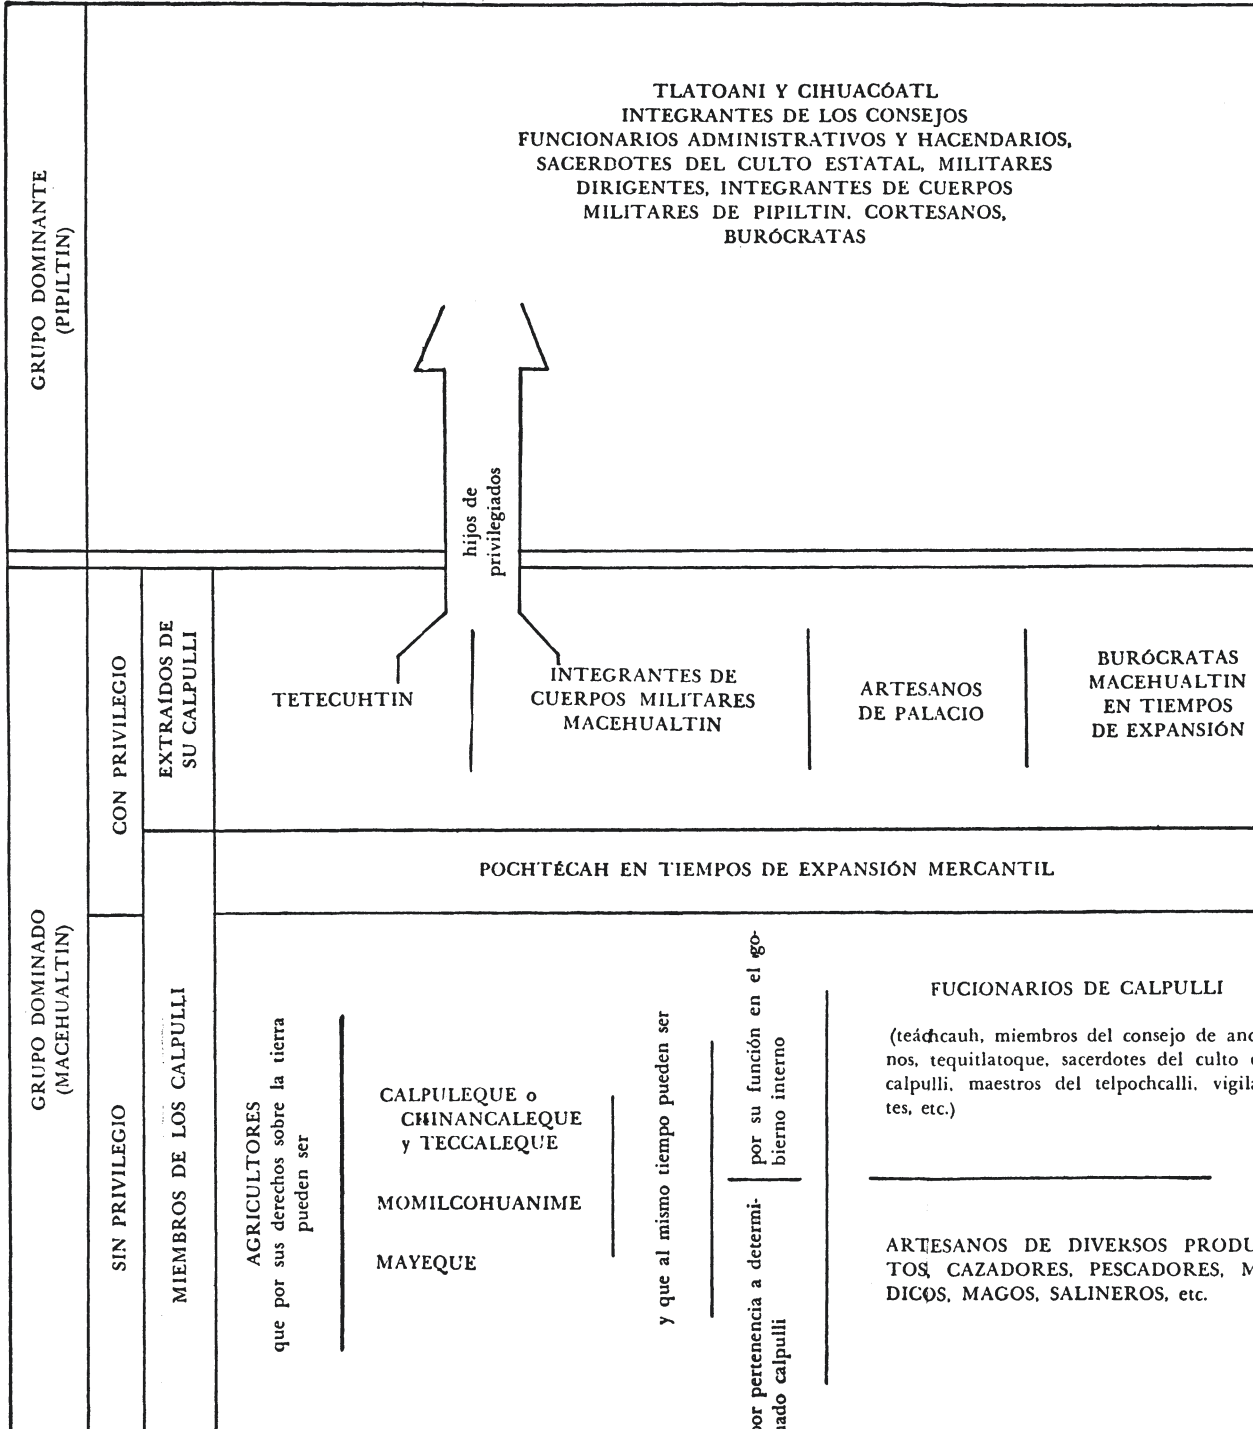 GRUPO DOMINANTE
(PIPILTIN)
TLATOANI Y CIHUACÓATL
INTEGRANTES DE LOS CONSEJOS
FUNCIONARIOS ADMINISTRATIVOS Y HACENDARIOS,
SACERDOTES DEL CULTO ESTATAL, MILITARES
DIRIGENTES, INTEGRANTES DE CUERPOS
MILITARES DE PIPILTIN. CORTESANOS,
BURÓCRATAS
hijos de
privilegiados
GRUPO DOMINADO
(MACEHUALTIN)
CON PRIVILEGIO
EXTRAÍDOS DE
SU CALPULLI
TETECUHTIN
INTEGRANTES DE
CUERPOS MILITARES
MACEHUALTIN
ARTESANOS
DE PALACIO
BURÓCRATAS
MACEHUALTIN
EN TIEMPOS
DE EXPANSIÓN
POCHTÉCAH EN TIEMPOS DE EXPANSIÓN MERCANTIL
SIN PRIVILEGIO
MIEMBROS DE LOS CALPULLI
AGRICULTORES
que por sus derechos sobre la tierra
pueden ser
CALPULEQUE o
CHINANCALEQUE
y TECCALEQUE
MOMILCOHUANIME
MAYEQUE
y que al mismo tiempo pueden ser
por su función en el go-
bierno interno
FUCIONARIOS DE CALPULLI
(teáchcauh, miembros del consejo de anc
nos, tequitlatoque, sacerdotes del culto
calpulli, maestros del telpochcalli, vigil
tes, etc.)
por pertenencia a determi-
nado calpulli
ARTESANOS DE DIVERSOS PRODU
TOS, CAZADORES, PESCADORES, M
DICOS, MAGOS, SALINEROS, etc.